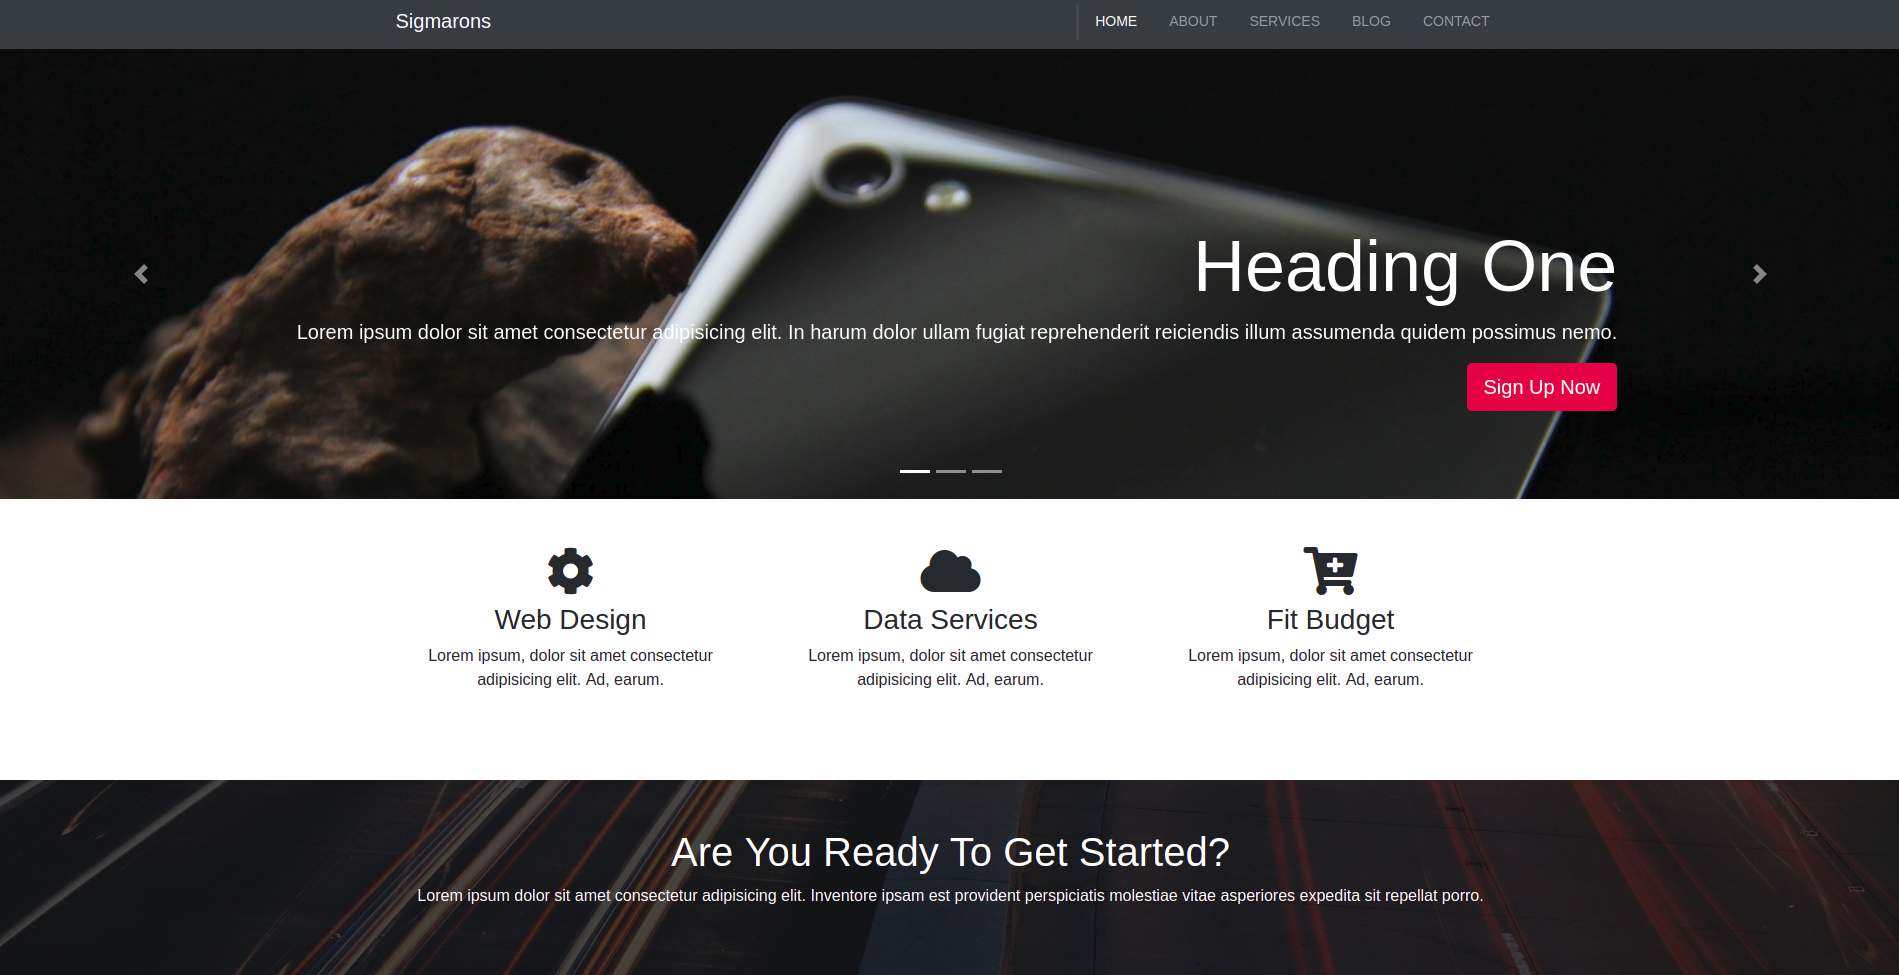 Sigmarons
HOME ABOUT SERVICES BLOG CONTACT
Heading One
Lorem ipsum dolor sit amet consectetur adipisicing elit. In harum dolor ullam fugiat reprehenderit reiciendis illum assumenda quidem possimus nemo.
Sign Up Now
Web Design
Lorem ipsum, dolor sit amet consectetur
adipisicing elit. Ad, earum.
Data Services
Lorem ipsum, dolor sit amet consectetur
adipisicing elit. Ad, earum.
Fit Budget
Lorem ipsum, dolor sit amet consectetur
adipisicing elit. Ad, earum.
Are You Ready To Get Started?
Lorem ipsum dolor sit amet consectetur adipisicing elit. Inventore ipsam est provident perspiciatis molestiae vitae asperiores expedita sit repellat porro.